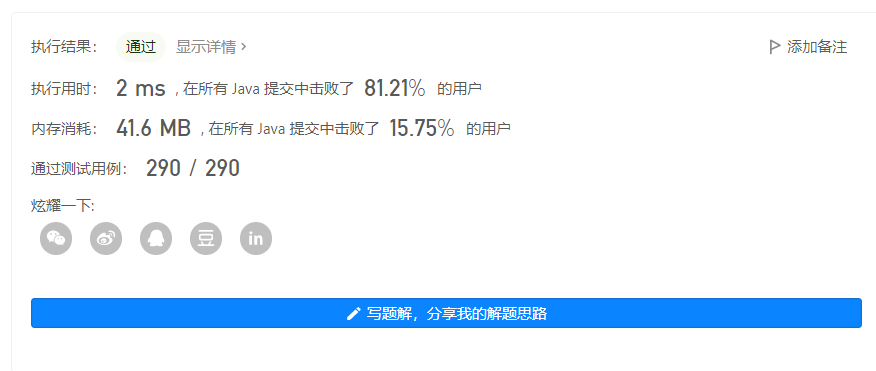 执行结果： 通过 显示详情 › 添加备注
执行用时： 2 ms , 在所有 Java 提交中击败了 81.21% 的用户
内存消耗： 41.6 MB , 在所有 Java 提交中击败了 15.75% 的用户
通过测试用例： 290 / 290
炫耀一下:
豆 in
写题解，分享我的解题思路